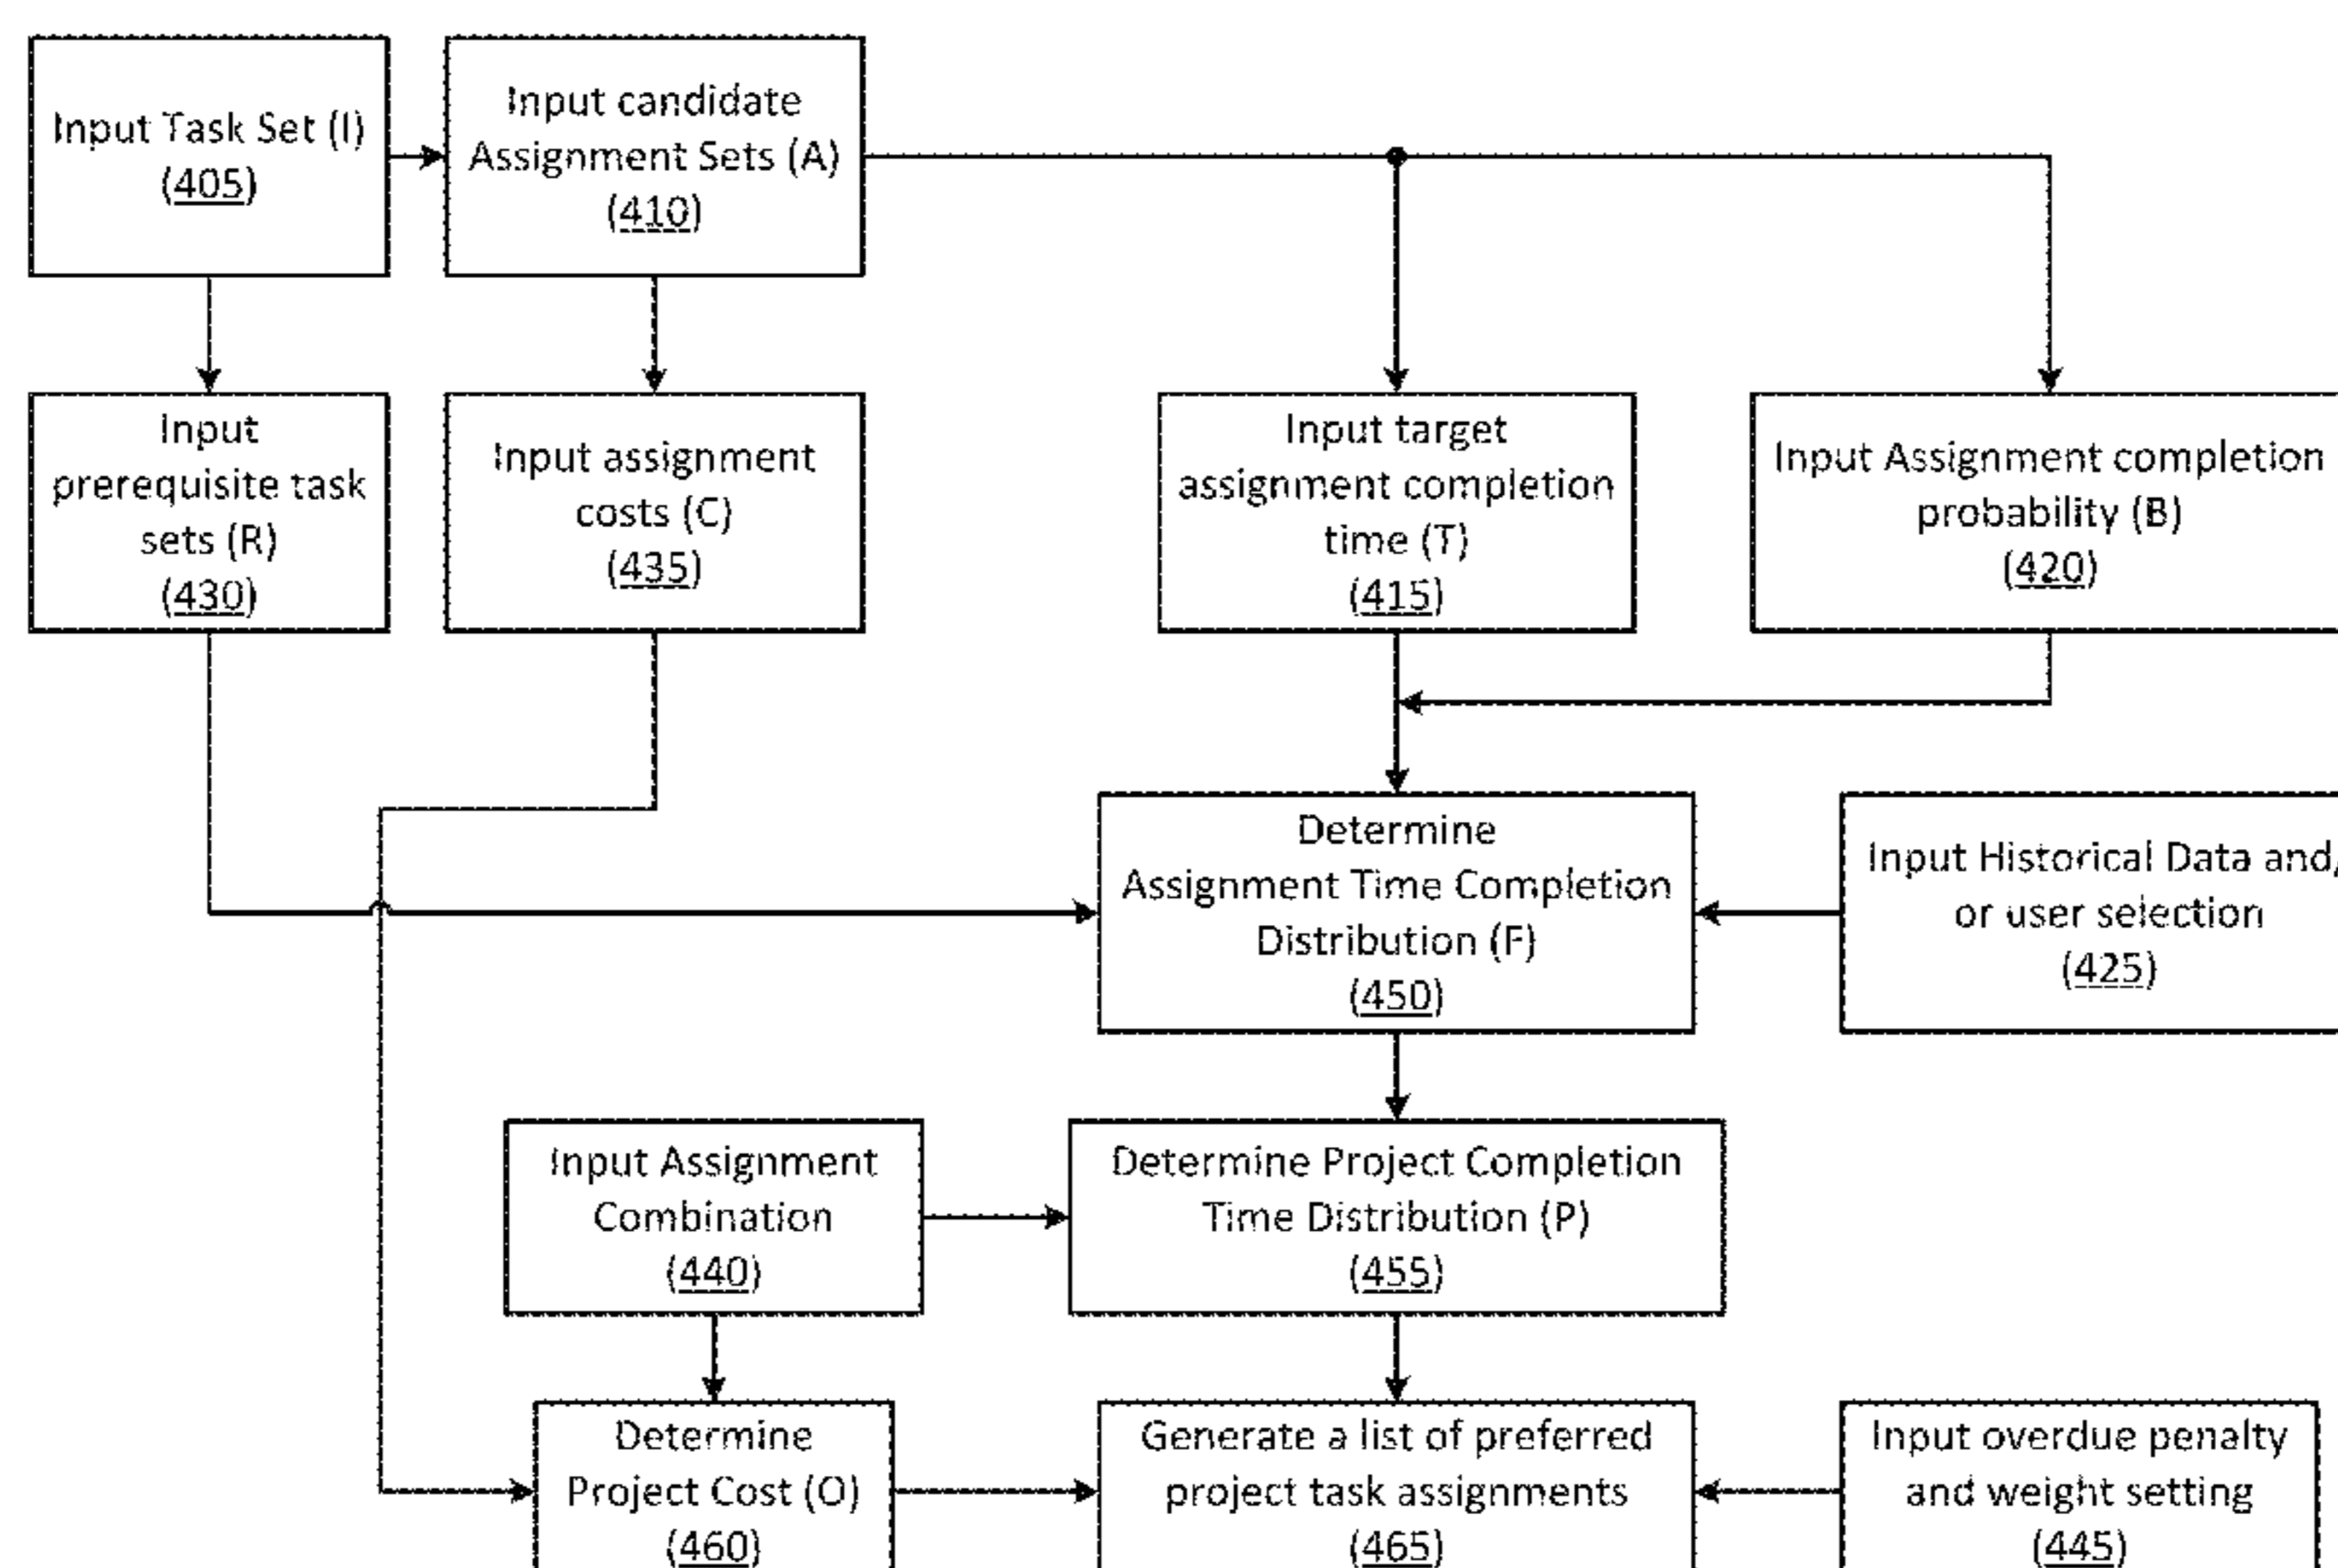 Input Task Set (I)
(405)
Input candidate
Assignment Sets (A)
(410)
Input
prerequisite task
sets (R)
(430)
Input assignment
costs (C)
(435)
Input target
assignment completion
time (T)
(415)
Input Assignment completion
probability (B)
(420)
Determine
Assignment Time Completion
Distribution (F)
(450)
Input Historical Data and/
or user selection
(425)
Input Assignment
Combination
(440)
Determine Project Completion
Time Distribution (P)
(455)
Determine
Project Cost (O)
(460)
Generate a list of preferred
project task assignments
(465)
Input overdue penalty
and weight setting
(445)